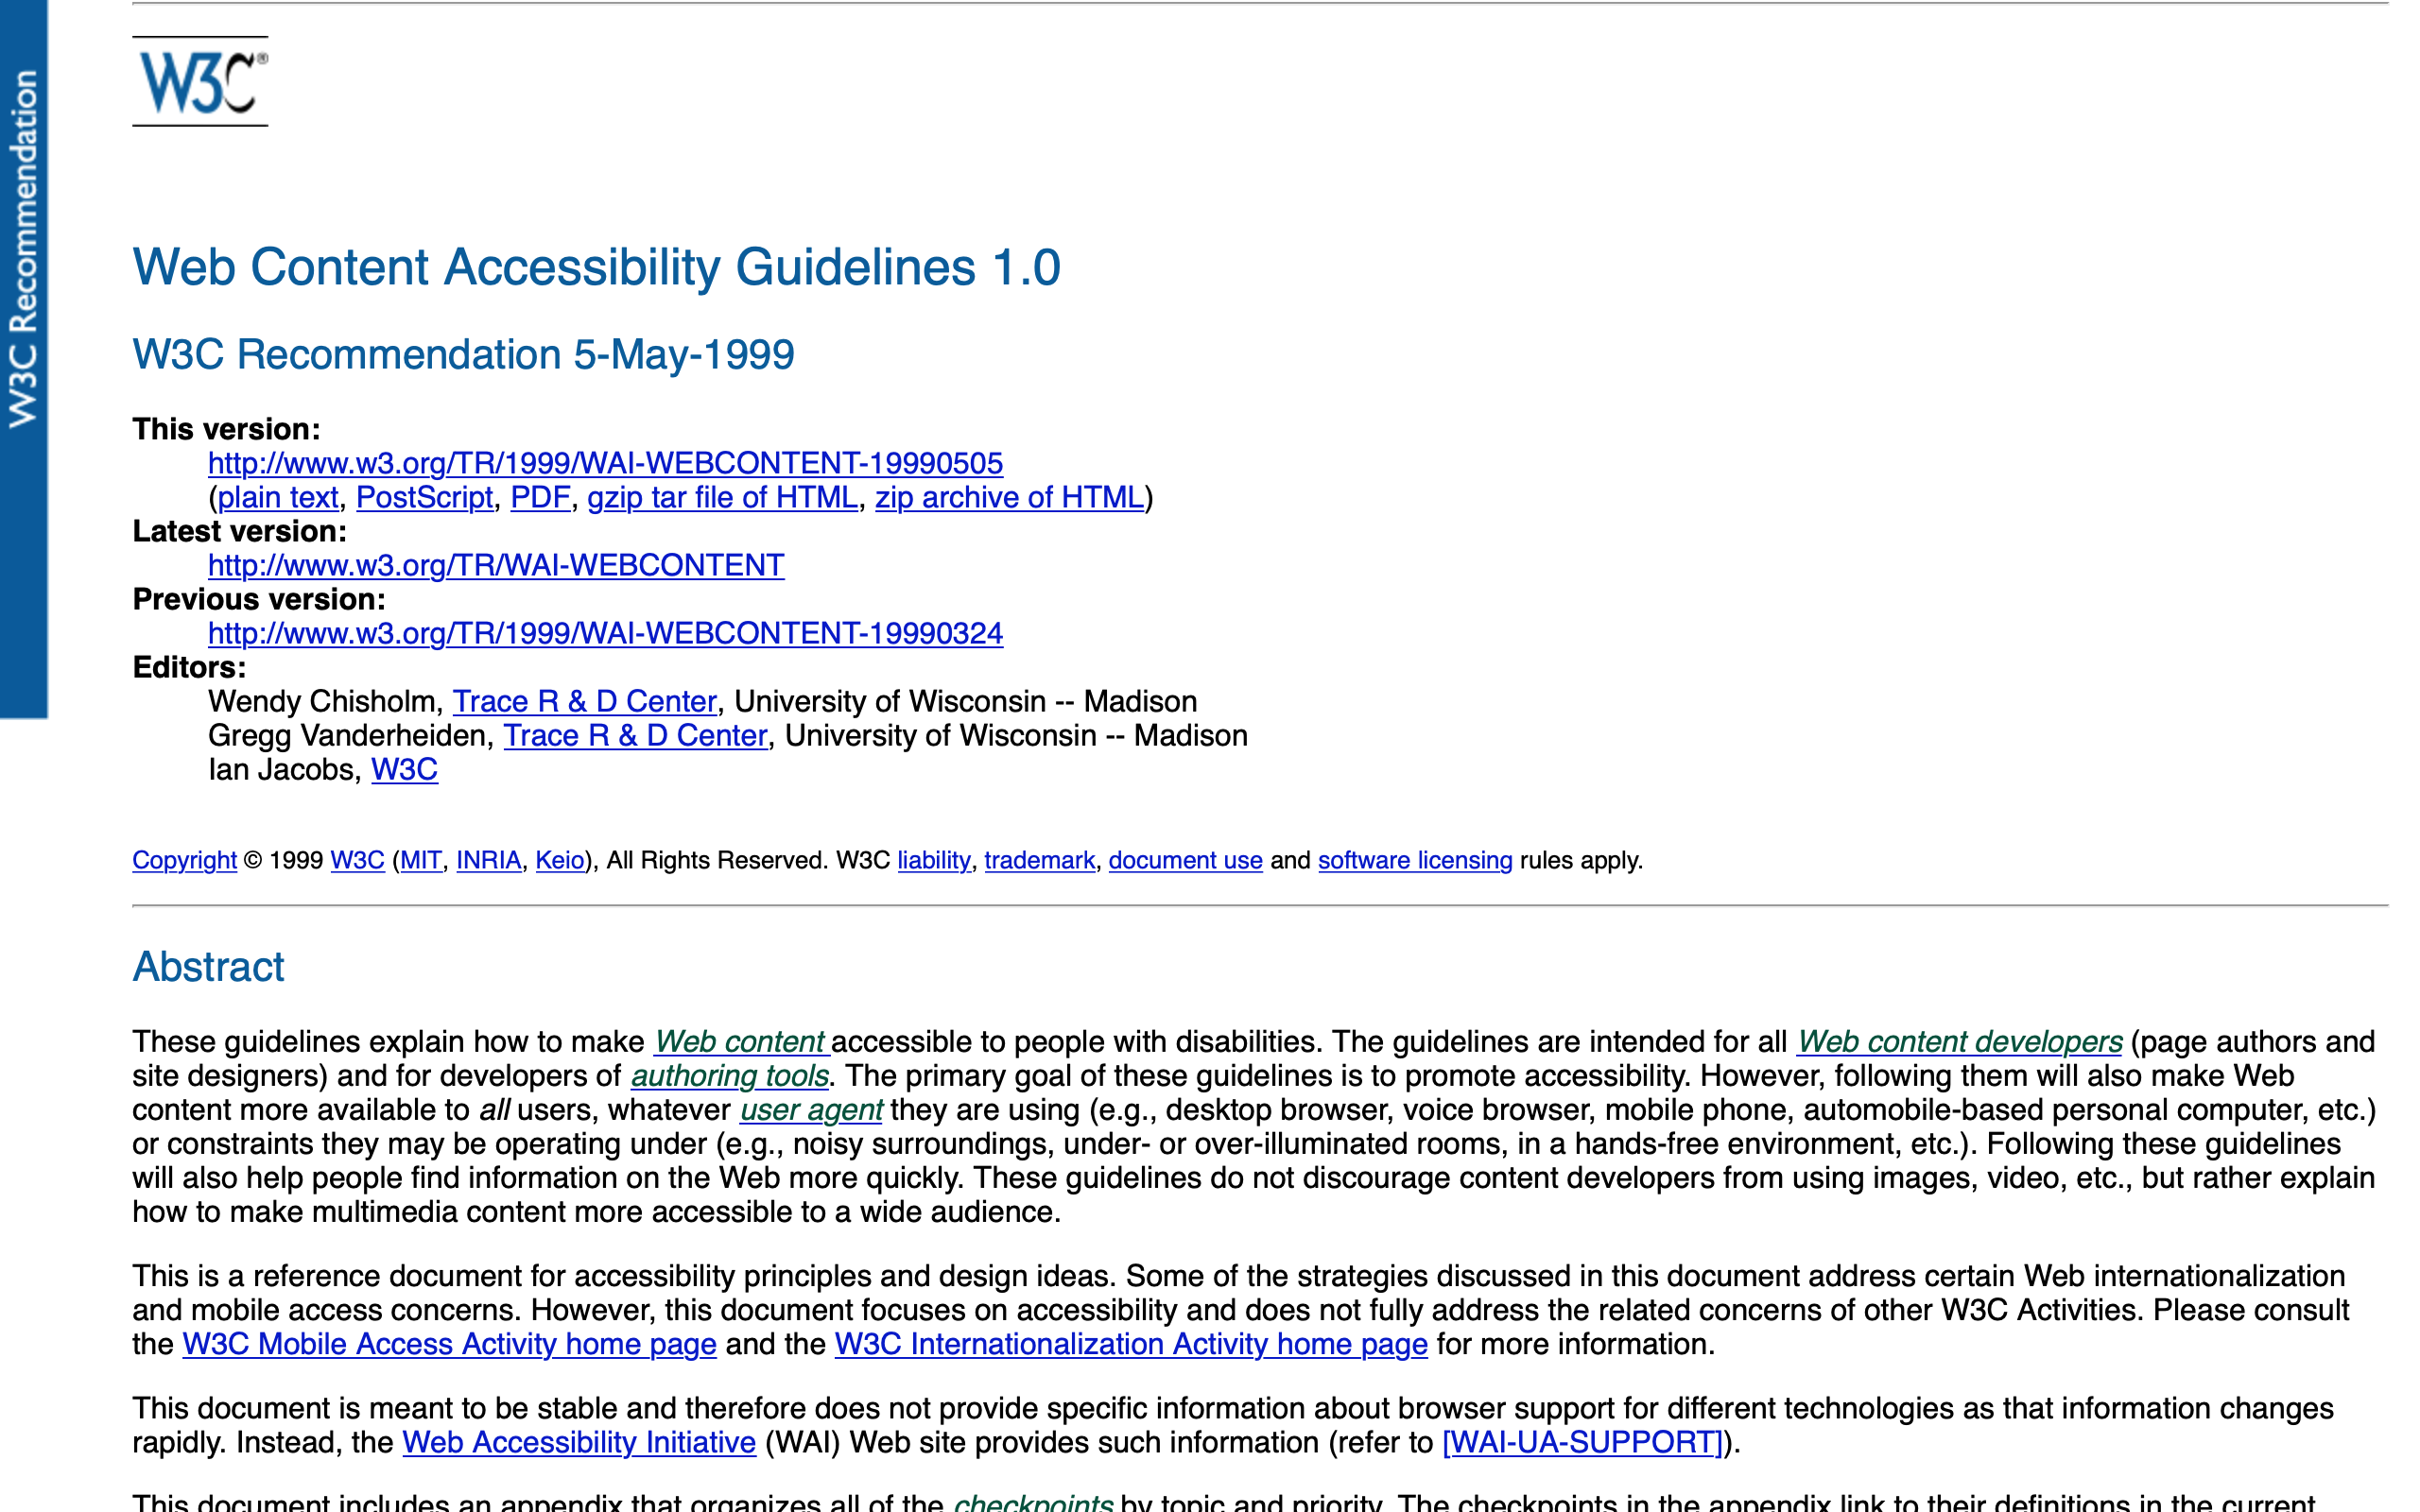 W3C Recommendation
W3C®
Web Content Accessibility Guidelines 1.0
W3C Recommendation 5-May-1999
This version:
http://www.w3.org/TR/1999/WAI-WEBCONTENT-19990505
(plain text, PostScript, PDF, gzip tar file of HTML, zip archive of HTML)
Latest version:
http://www.w3.org/TR/WAI-WEBCONTENT
Previous version:
http://www.w3.org/TR/1999/WAI-WEBCONTENT-19990324
Editors:
Wendy Chisholm, Trace R & D Center, University of Wisconsin -- Madison
Gregg Vanderheiden, Trace R & D Center, University of Wisconsin -- Madison
Ian Jacobs, W3C
Copyright © 1999 W3C (MIT, INRIA, Keio), All Rights Reserved. W3C liability, trademark, document use and software licensing rules apply.
Abstract
These guidelines explain how to make Web content accessible to people with disabilities. The guidelines are intended for all Web content developers (page authors and
site designers) and for developers of authoring tools. The primary goal of these guidelines is to promote accessibility. However, following them will also make Web
content more available to all users, whatever user agent they are using (e.g., desktop browser, voice browser, mobile phone, automobile-based personal computer, etc.)
or constraints they may be operating under (e.g., noisy surroundings, under- or over-illuminated rooms, in a hands-free environment, etc.). Following these guidelines
will also help people find information on the Web more quickly. These guidelines do not discourage content developers from using images, video, etc., but rather explain
how to make multimedia content more accessible to a wide audience.
This is a reference document for accessibility principles and design ideas. Some of the strategies discussed in this document address certain Web internationalization
and mobile access concerns. However, this document focuses on accessibility and does not fully address the related concerns of other W3C Activities. Please consult
the W3C Mobile Access Activity home page and the W3C Internationalization Activity home page for more information.
This document is meant to be stable and therefore does not provide specific information about browser support for different technologies as that information changes
rapidly. Instead, the Web Accessibility Initiative (WAI) Web site provides such information (refer to [WAI-UA-SUPPORT]).
This document includes an appendix that organizes all of the checkpoints by topic and priority. The checkpoints in the appendix link to their definitions in the current